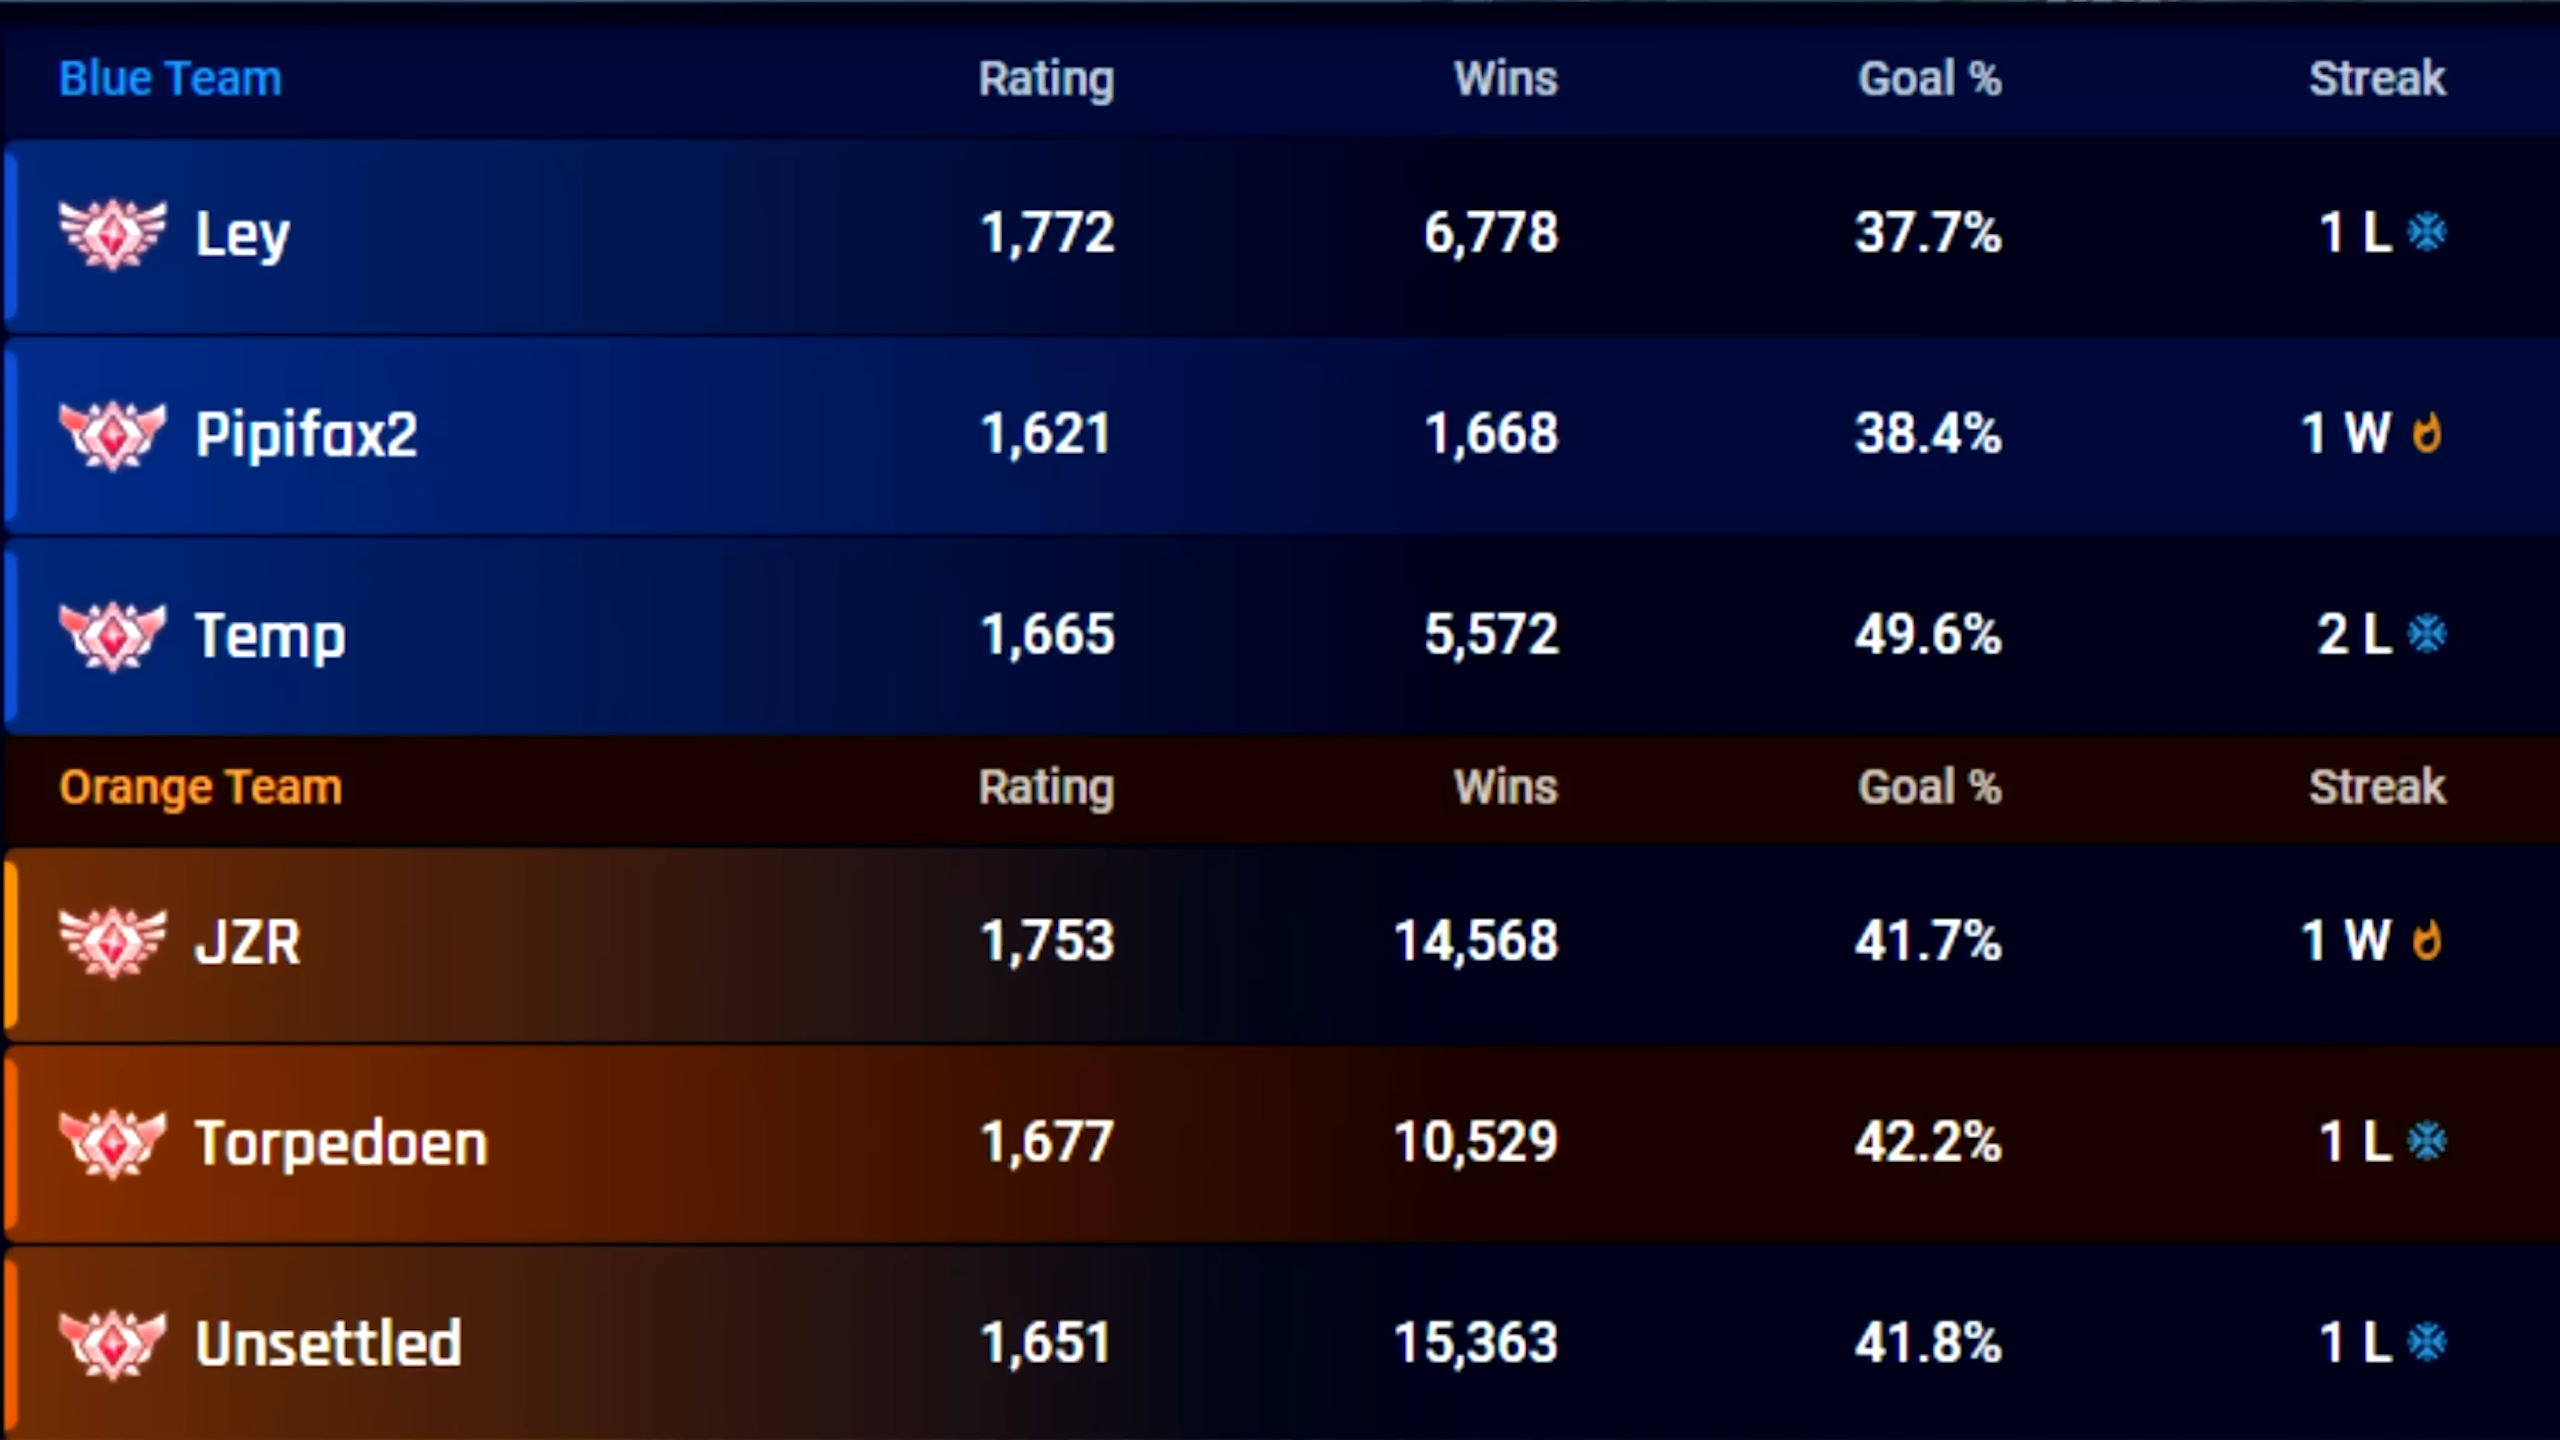 Blue Team Rating Wins Goal % Streak
Ley 1,772 6,778 37.7% 1 L
Pipifax2 1,621 1,668 38.4% 1 W
Temp 1,665 5,572 49.6% 2 L
Orange Team Rating Wins Goal % Streak
JZR 1,753 14,568 41.7% 1 W
Torpedoen 1,677 10,529 42.2% 1 L
Unsettled 1,651 15,363 41.8% 1 L